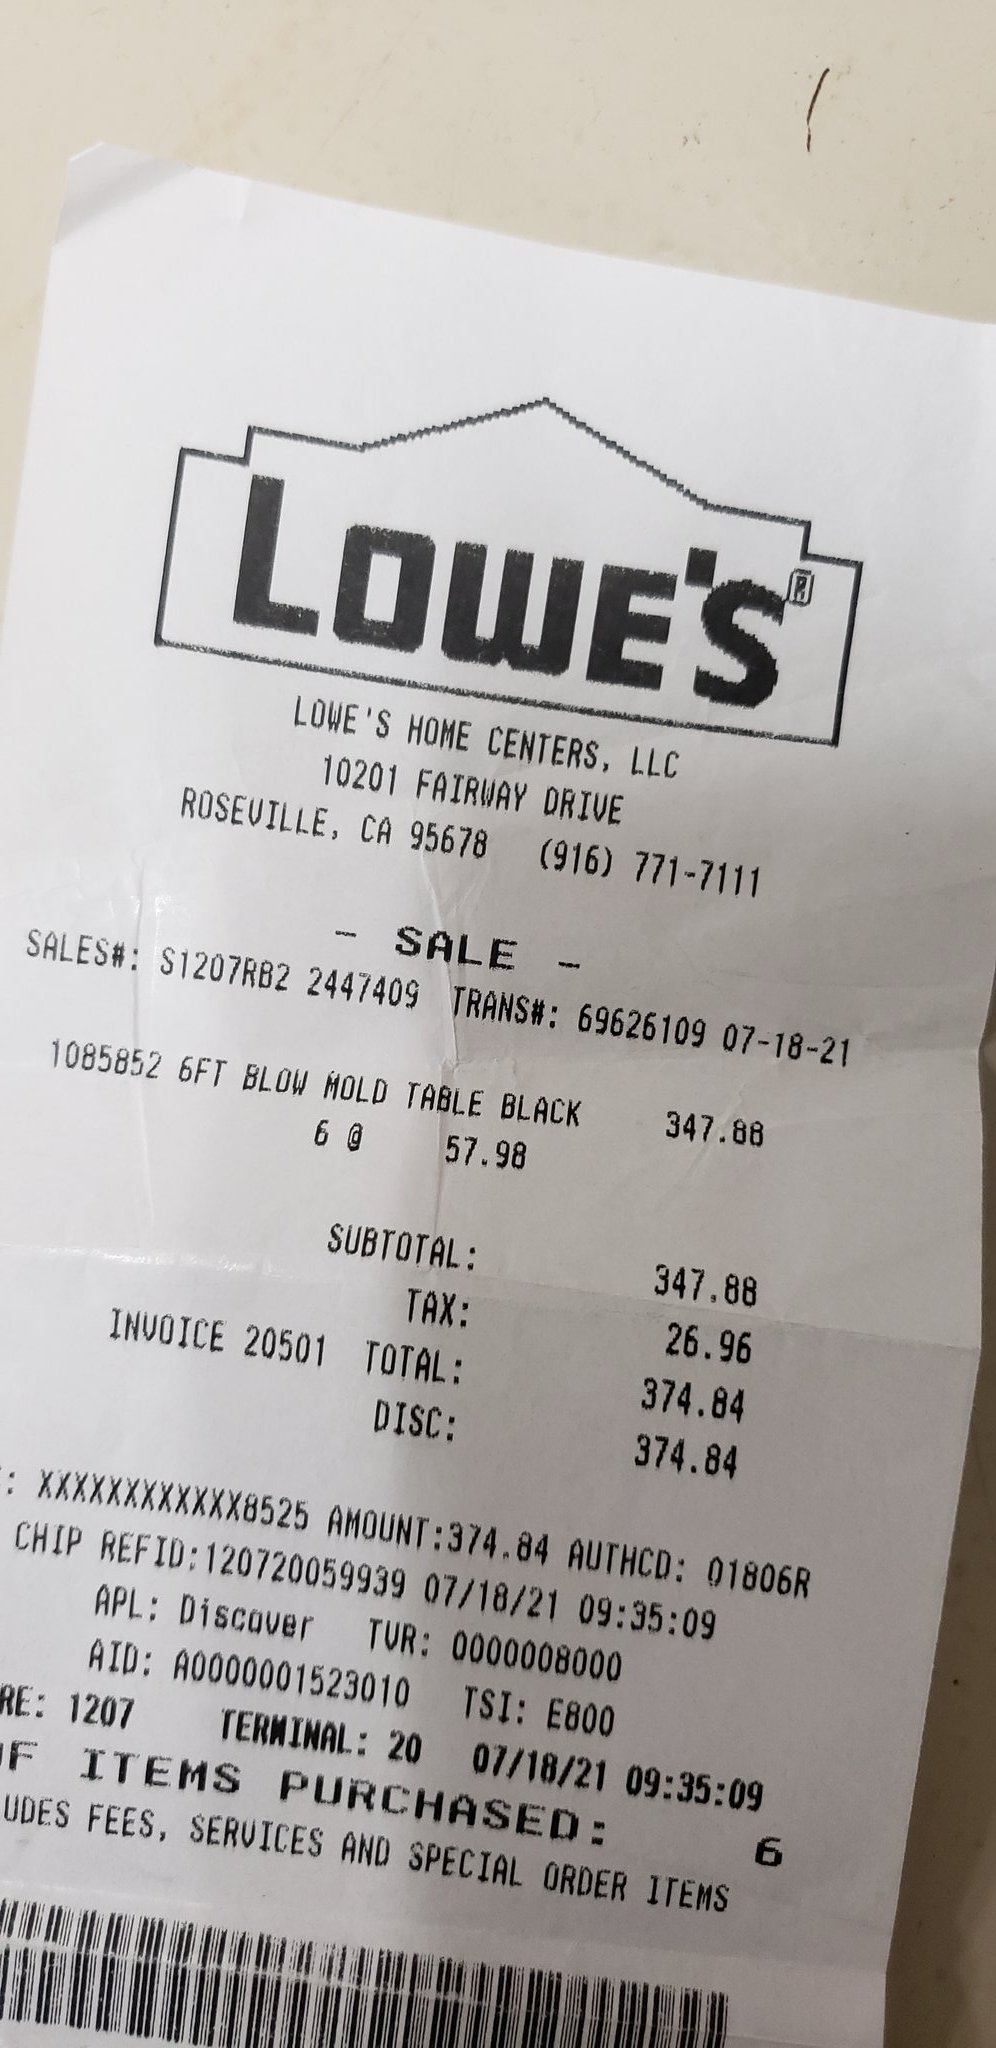 LOWE'S®
LOWE'S HOME CENTERS, LLC
10201 FAIRWAY DRIVE
ROSEVILLE, CA 95678 (916) 771-7111
- SALE -
SALES#: S1207RB2 2447409 TRANS#: 69626109 07-18-21
1085852 6FT BLOW MOLD TABLE BLACK 347.88
6 @ 57.98
SUBTOTAL: 347.88
TAX: 26.96
INVOICE 20501 TOTAL: 374.84
DISC: 374.84
: XXXXXXXXXXXX8525 AMOUNT:374.84 AUTHCD: 01806R
CHIP REFID:120720059939 07/18/21 09:35:09
APL: Discover TVR: 0000008000
AID: A0000001523010 TSI: E800
RE: 1207 TERMINAL: 20 07/18/21 09:35:09
F ITEMS PURCHASED: 6
UDES FEES, SERVICES AND SPECIAL ORDER ITEMS